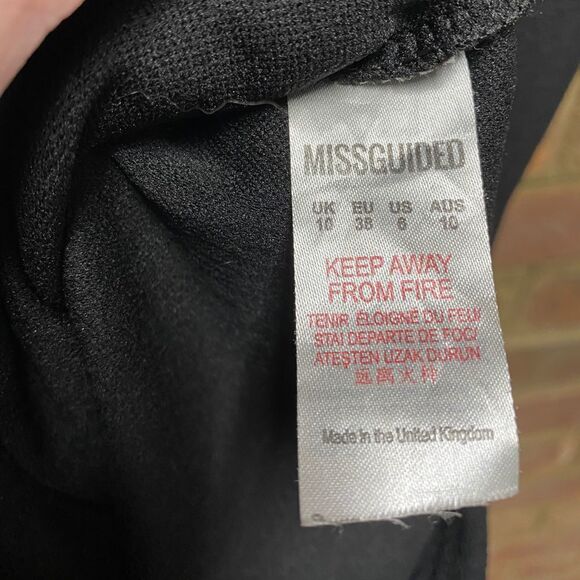 MISSGUIDED
UK EU US AUS
10 38 6 10
KEEP AWAY
FROM FIRE
TENIR ÉLOIGNE DU FEU
STAI DEPARTE DE FOC
ATEŞTEN UZAK DURUN
远离火种
Made in the United Kingdom